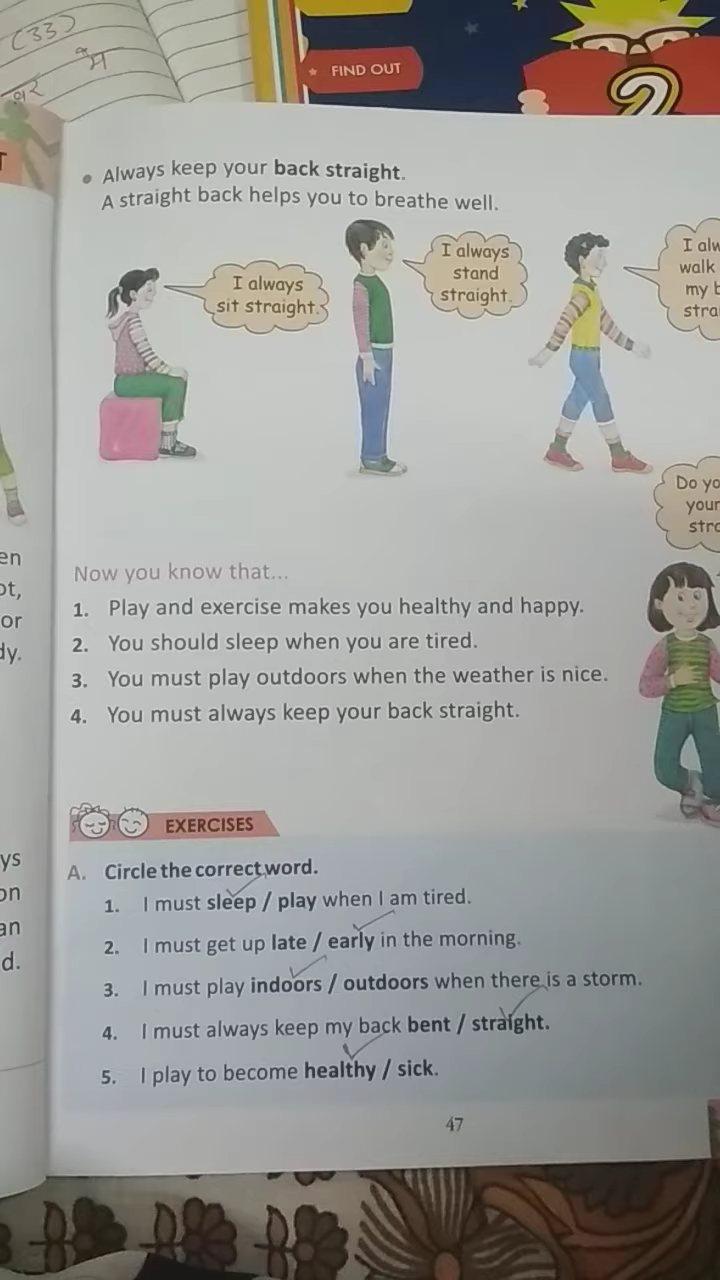 (33)
FIND OUT
2
• Always keep your back straight.
A straight back helps you to breathe well.
I always
sit straight.
I always
stand
straight.
walk
Now you know that...
1. Play and exercise makes you healthy and happy.
2. You should sleep when you are tired.
3. You must play outdoors when the weather is nice.
4. You must always keep your back straight.
EXERCISES
A. Circle the correct word.
1. I must sleep / play when I am tired.
2. I must get up late / early in the morning.
3. I must play indoors / outdoors when there is a storm.
4. I must always keep my back bent / straight.
5. I play to become healthy / sick.
47